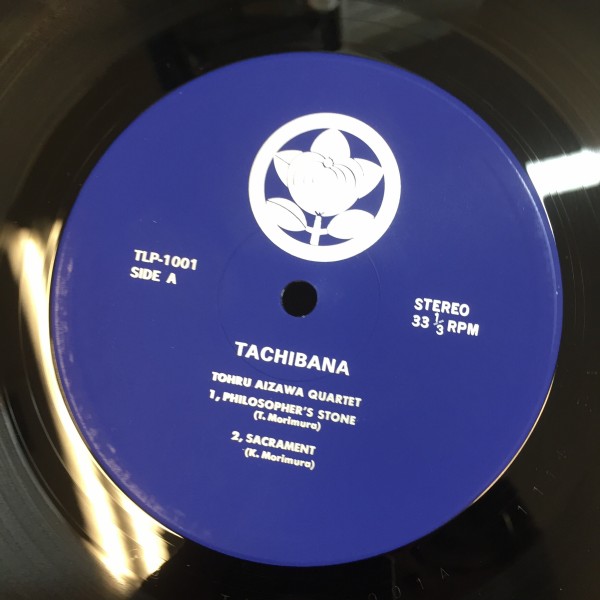 TLP-1001
SIDE A
STEREO
33 1/3 RPM
TACHIBANA
TOHRU AIZAWA QUARTET
1, PHILOSOPHER'S STONE
(T. Morimura)
2, SACRAMENT
(K. Morimura)